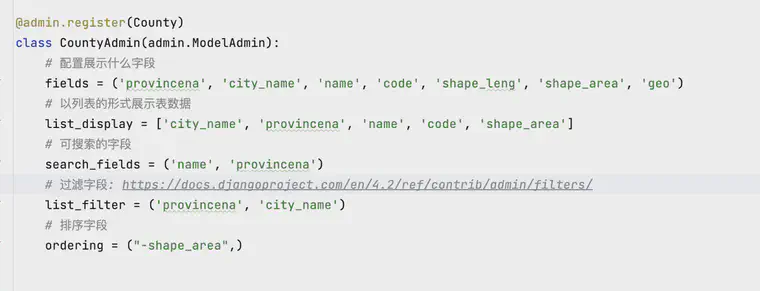 @admin.register(County)
class CountyAdmin(admin.ModelAdmin):
    # 配置展示什么字段
    fields = ('provincena', 'city_name', 'name', 'code', 'shape_leng', 'shape_area', 'geo')
    # 以列表的形式展示表数据
    list_display = ['city_name', 'provincena', 'name', 'code', 'shape_area']
    # 可搜索的字段
    search_fields = ('name', 'provincena')
    # 过滤字段: https://docs.djangoproject.com/en/4.2/ref/contrib/admin/filters/
    list_filter = ('provincena', 'city_name')
    # 排序字段
    ordering = ("-shape_area",)